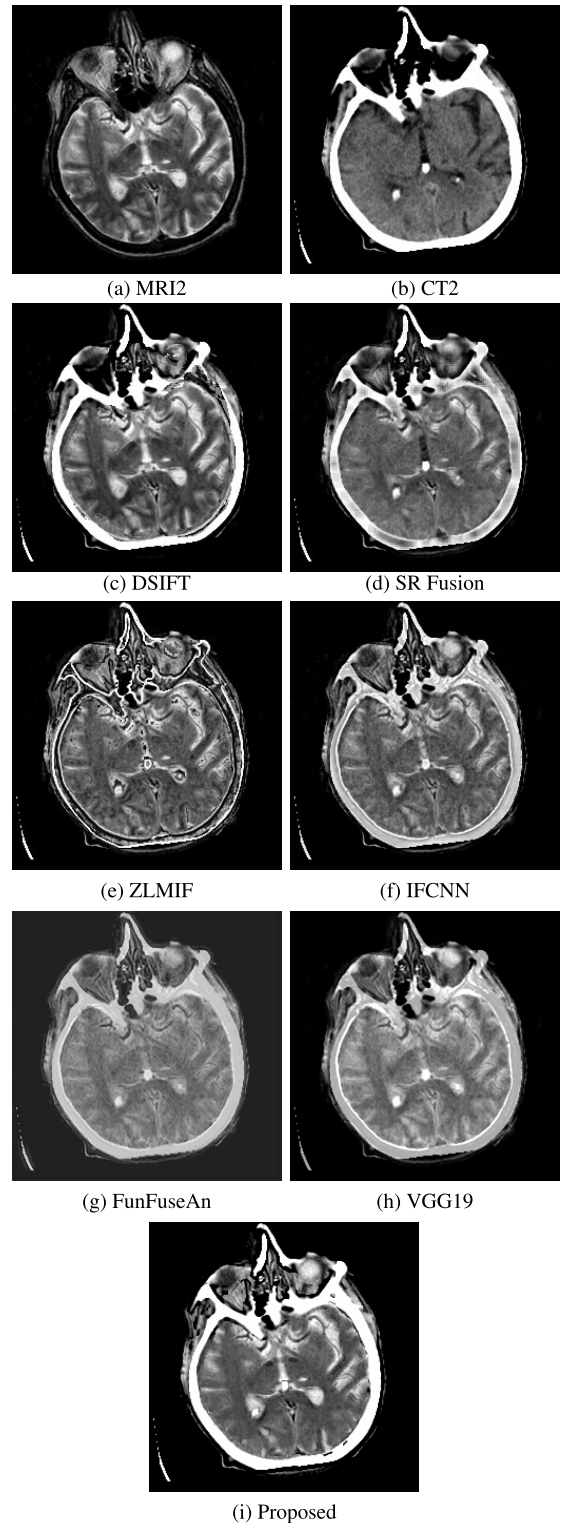 (a) MRI2
(b) CT2
(c) DSIFT
(d) SR Fusion
(e) ZLMIF
(f) IFCNN
(g) FunFuseAn
(h) VGG19
(i) Proposed